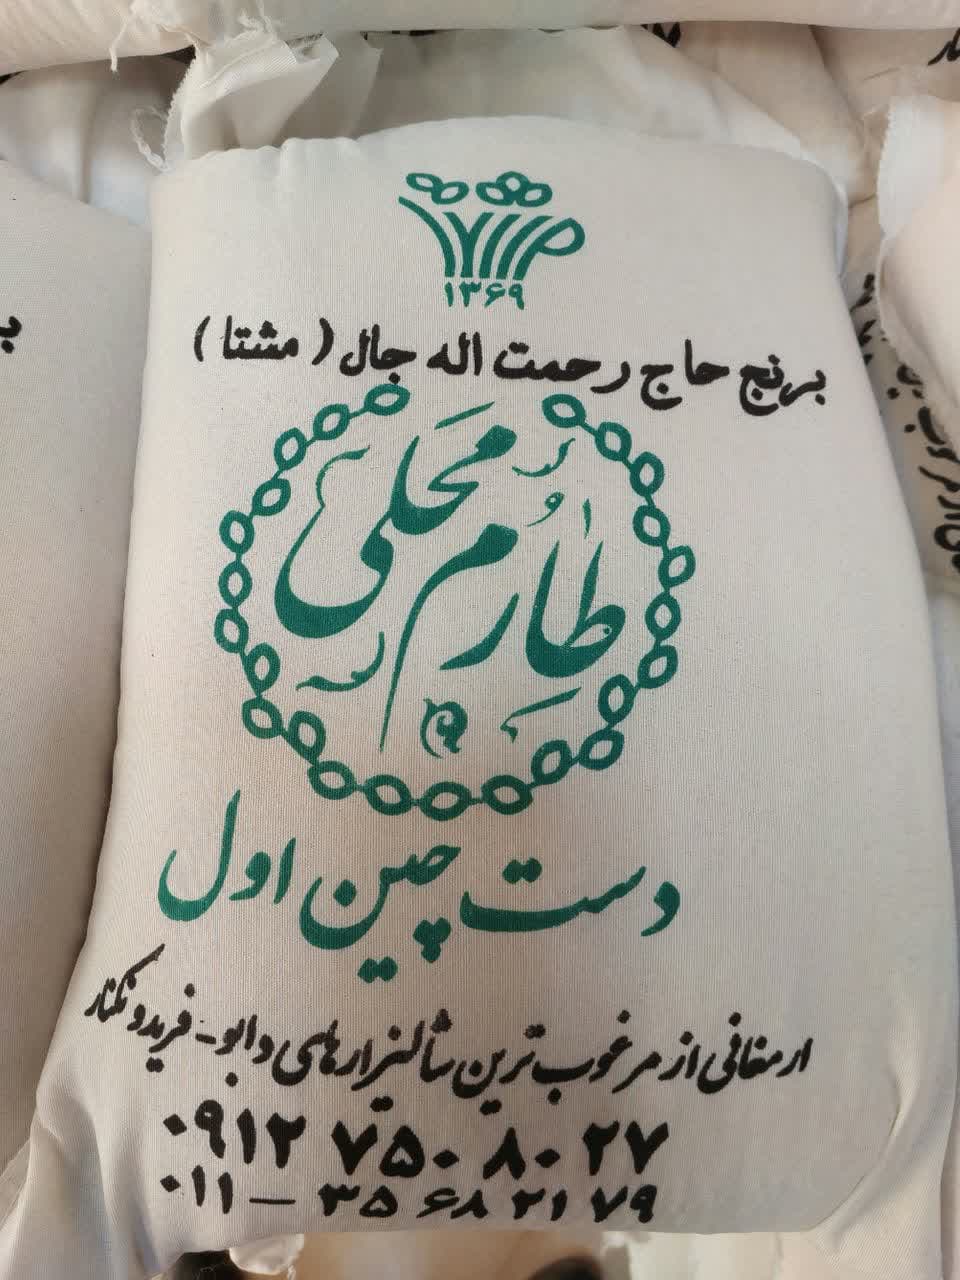 ۱۳۶۹
برنج حاج رحمت اله جال ( مشتا )
طارم محلی
دست چین اول
ارمغانی از مرغوب ترین شالیزارهای دابو - فریدونکنار
۰۹۱۲ ۷۵۰ ۸۰ ۲۷
۰۱۱ - ۳۵ ۶۸ ۲۱ ۷۹